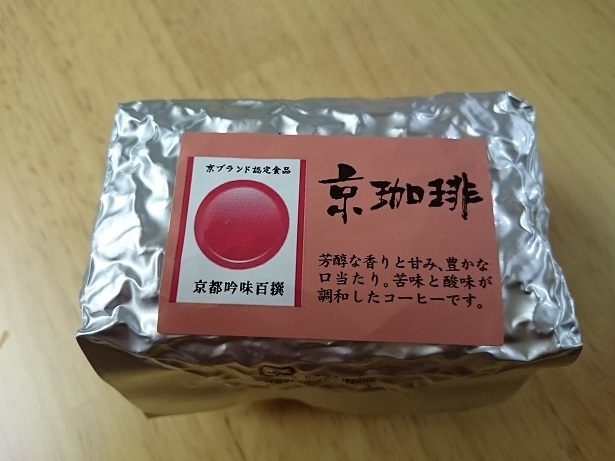 京ブランド認定食品
京都吟味百撰
京珈琲
芳醇な香りと甘み、豊かな
口当たり。苦味と酸味が
調和したコーヒーです。